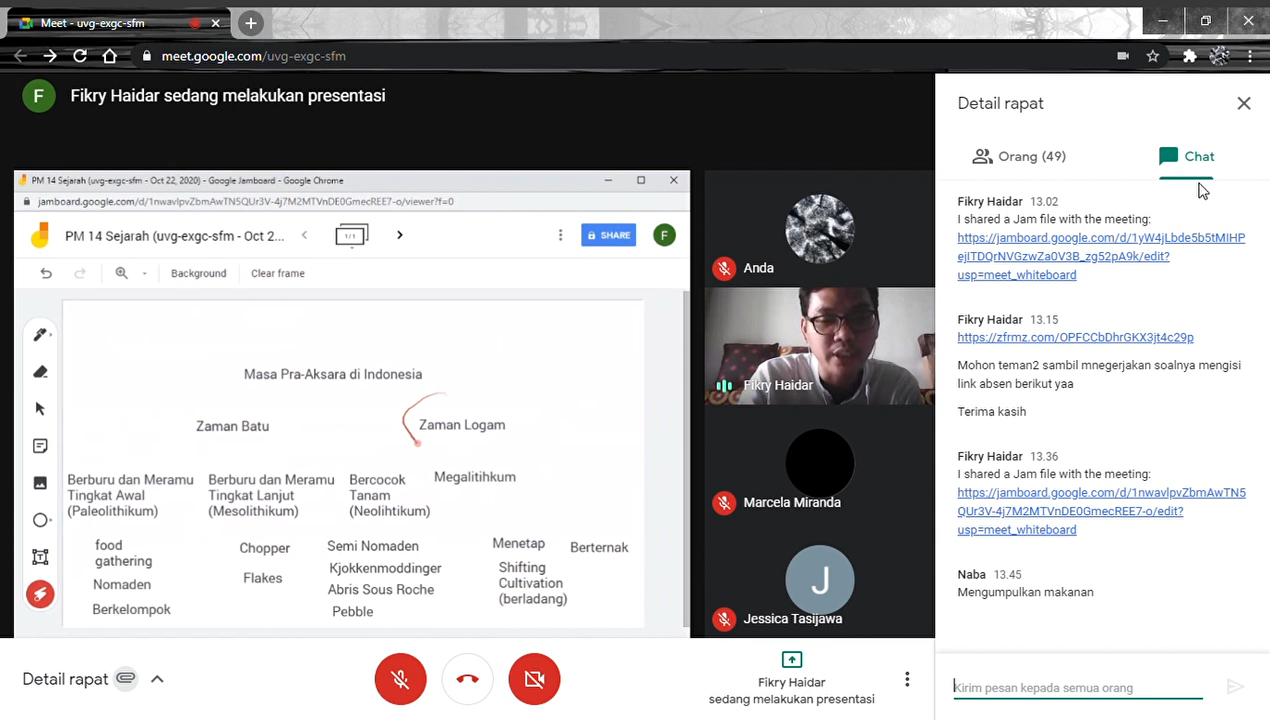 Meet - uvg-exgc-sfm
meet.google.com/uvg-exgc-sfm
F
Fikry Haidar sedang melakukan presentasi
PM 14 Sejarah (uvg-exgc-sfm - Oct 22, 2020) - Google Jamboard - Google Chrome
jamboard.google.com/d/1nwavlpvZbmAwTN5QUr3V-4j7M2MTVnDE0GmecREE7-o/viewer?f=0
PM 14 Sejarah (uvg-exgc-sfm - Oct 2...
1/1
SHARE
F
Background
Clear frame
Masa Pra-Aksara di Indonesia
Zaman Batu
Zaman Logam
Berburu dan Meramu
Tingkat Awal
(Paleolithikum)
Berburu dan Meramu
Tingkat Lanjut
(Mesolithikum)
Bercocok
Tanam
(Neolihtikum)
Megalitihkum
food
gathering
Nomaden
Berkelompok
Chopper
Flakes
Semi Nomaden
Kjokkenmoddinger
Abris Sous Roche
Pebble
Menetap
Shifting
Cultivation
(berladang)
Berternak
Anda
Fikry Haidar
Marcela Miranda
J
Jessica Tasijawa
Detail rapat
Orang (49)
Chat
Fikry Haidar 13.02
I shared a Jam file with the meeting:
https://jamboard.google.com/d/1yW4jLbde5b5tMIHP
ejITDQrNVGzwZa0V3B_zg52pA9k/edit?
usp=meet_whiteboard
Fikry Haidar 13.15
https://zfrmz.com/OPFCCbDhrGKX3jt4c29p
Mohon teman2 sambil mnegerjakan soalnya mengisi
link absen berikut yaa
Terima kasih
Fikry Haidar 13.36
I shared a Jam file with the meeting:
https://jamboard.google.com/d/1nwavlpvZbmAwTN5
QUr3V-4j7M2MTVnDE0GmecREE7-o/edit?
usp=meet_whiteboard
Naba 13.45
Mengumpulkan makanan
Kirim pesan kepada semua orang
Detail rapat
Fikry Haidar
sedang melakukan presentasi